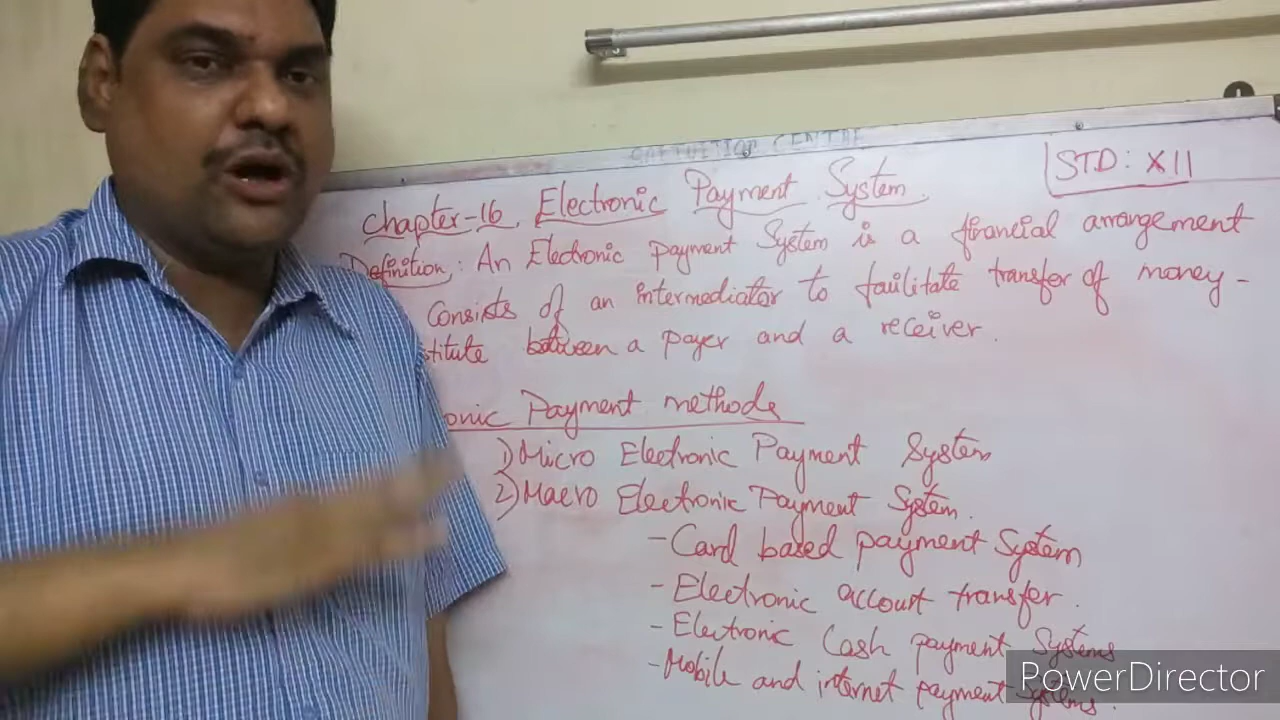 STD: XII
Chapter-16. Electronic Payment System.
Definition: An Electronic payment System is a financial arrangement
Consists of an intermediator to failitate transfer of money-
stitute between a payer and a receiver.
onic Payment methods
1) Micro Electronic Payment System
2) Macro Electronic Payment System.
- Card based payment System
- Electronic account transfer.
- Electronic Cash payment Systems
- Mobile and internet payment Systems.
PowerDirector